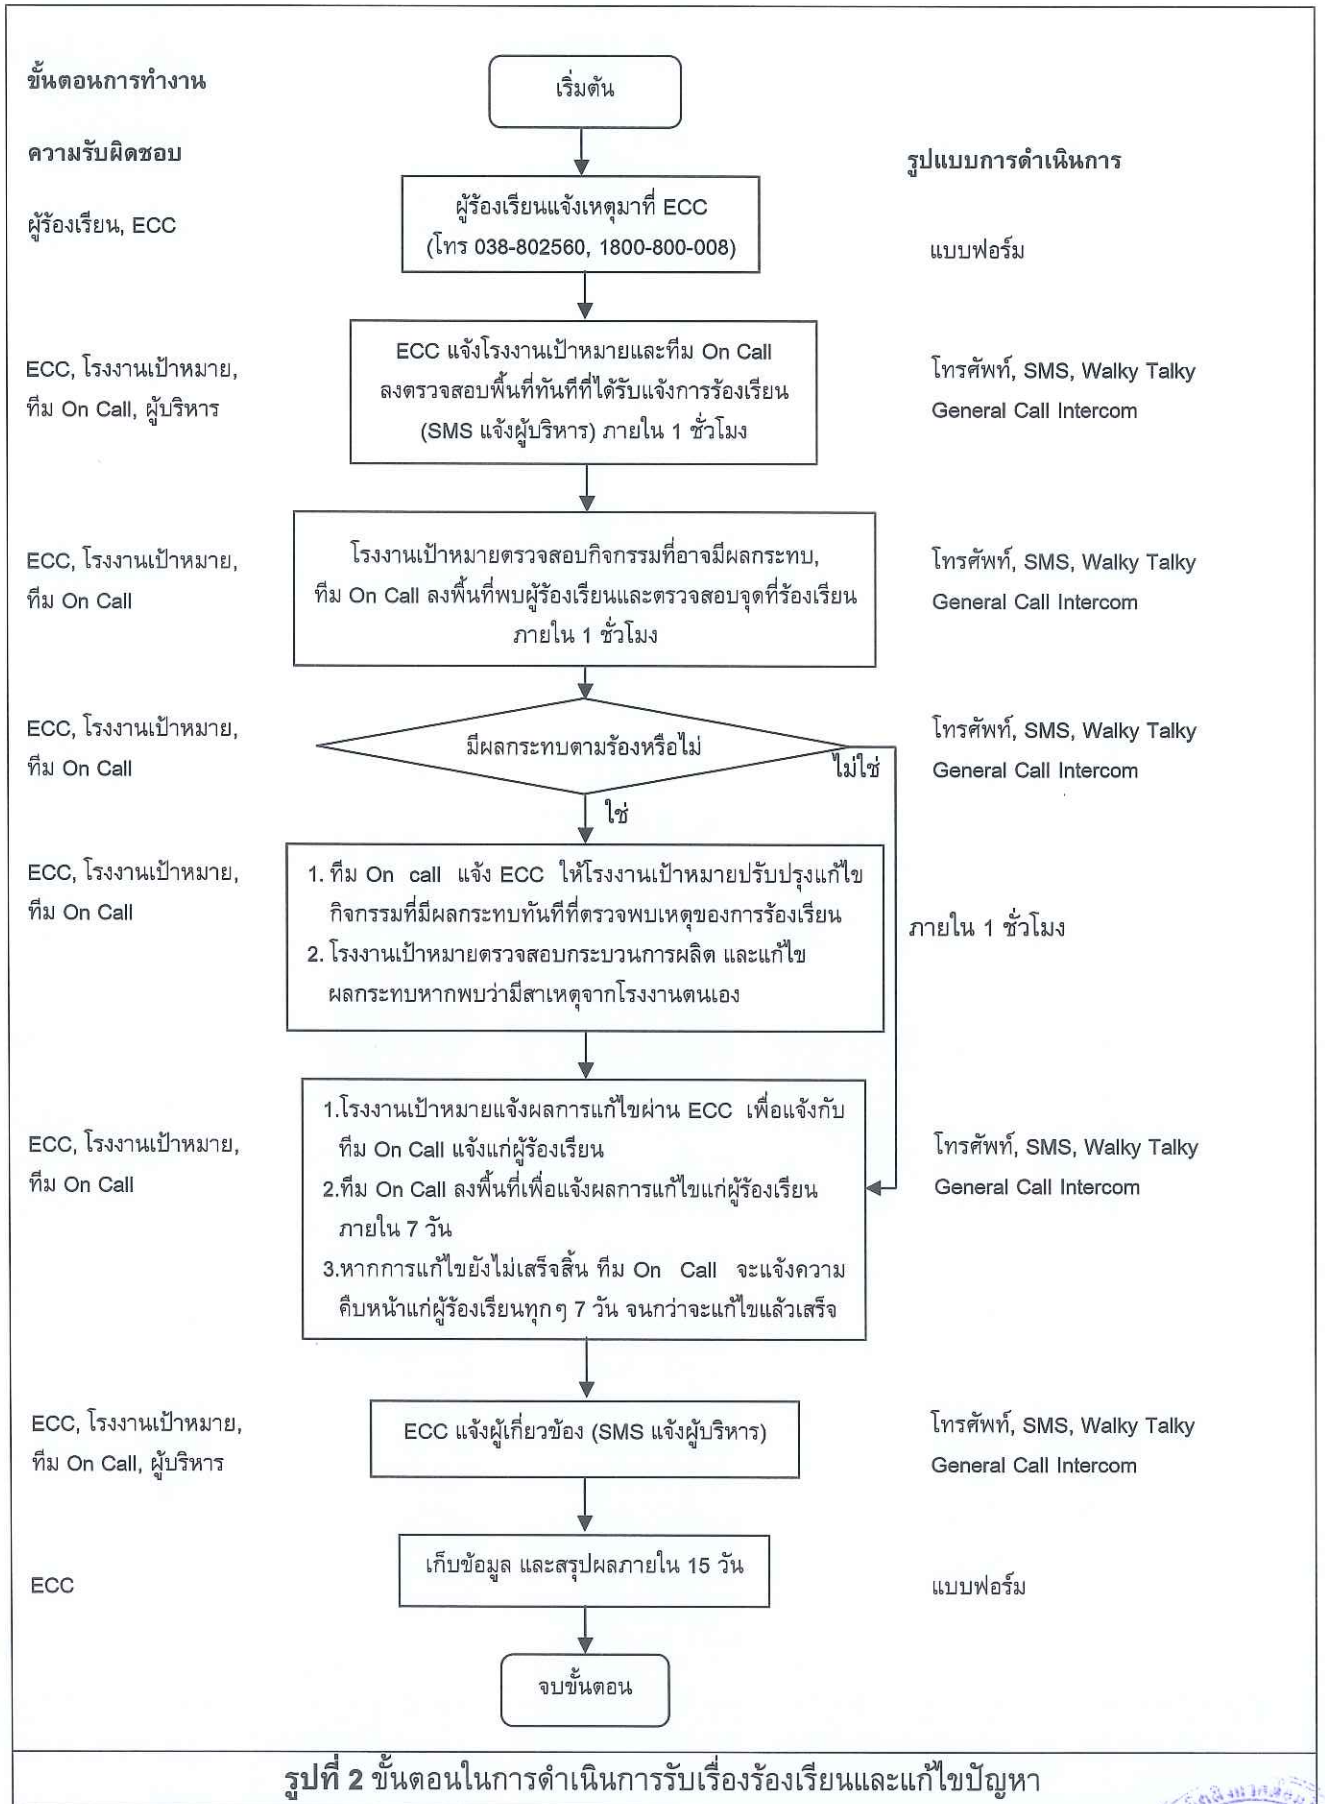 ขั้นตอนการทำงาน
เริ่มต้น
ความรับผิดชอบ
รูปแบบการดำเนินการ
ผู้ร้องเรียน, ECC
ผู้ร้องเรียนแจ้งเหตุมาที่ ECC
(โทร 038-802560, 1800-800-008)
แบบฟอร์ม
ECC, โรงงานเป้าหมาย,
ทีม On Call, ผู้บริหาร
ECC แจ้งโรงงานเป้าหมายและทีม On Call
ลงตรวจสอบพื้นที่ทันทีที่ได้รับแจ้งการร้องเรียน
(SMS แจ้งผู้บริหาร) ภายใน 1 ชั่วโมง
โทรศัพท์, SMS, Walky Talky
General Call Intercom
ECC, โรงงานเป้าหมาย,
ทีม On Call
โรงงานเป้าหมายตรวจสอบกิจกรรมที่อาจมีผลกระทบ,
ทีม On Call ลงพื้นที่พบผู้ร้องเรียนและตรวจสอบจุดที่ร้องเรียน
ภายใน 1 ชั่วโมง
โทรศัพท์, SMS, Walky Talky
General Call Intercom
ECC, โรงงานเป้าหมาย,
ทีม On Call
มีผลกระทบตามร้องหรือไม่
ไม่ใช่
ใช่
โทรศัพท์, SMS, Walky Talky
General Call Intercom
ECC, โรงงานเป้าหมาย,
ทีม On Call
1. ทีม On call แจ้ง ECC ให้โรงงานเป้าหมายปรับปรุงแก้ไข
กิจกรรมที่มีผลกระทบทันทีที่ตรวจพบเหตุของการร้องเรียน
2. โรงงานเป้าหมายตรวจสอบกระบวนการผลิต และแก้ไข
ผลกระทบหากพบว่ามีสาเหตุจากโรงงานตนเอง
ภายใน 1 ชั่วโมง
ECC, โรงงานเป้าหมาย,
ทีม On Call
1.โรงงานเป้าหมายแจ้งผลการแก้ไขผ่าน ECC เพื่อแจ้งกับ
ทีม On Call แจ้งแก่ผู้ร้องเรียน
2.ทีม On Call ลงพื้นที่เพื่อแจ้งผลการแก้ไขแก่ผู้ร้องเรียน
ภายใน 7 วัน
3.หากการแก้ไขยังไม่เสร็จสิ้น ทีม On Call จะแจ้งความ
คืบหน้าแก่ผู้ร้องเรียนทุกๆ 7 วัน จนกว่าจะแก้ไขแล้วเสร็จ
โทรศัพท์, SMS, Walky Talky
General Call Intercom
ECC, โรงงานเป้าหมาย,
ทีม On Call, ผู้บริหาร
ECC แจ้งผู้เกี่ยวข้อง (SMS แจ้งผู้บริหาร)
โทรศัพท์, SMS, Walky Talky
General Call Intercom
ECC
เก็บข้อมูล และสรุปผลภายใน 15 วัน
แบบฟอร์ม
จบขั้นตอน
รูปที่ 2 ขั้นตอนในการดำเนินการรับเรื่องร้องเรียนและแก้ไขปัญหา